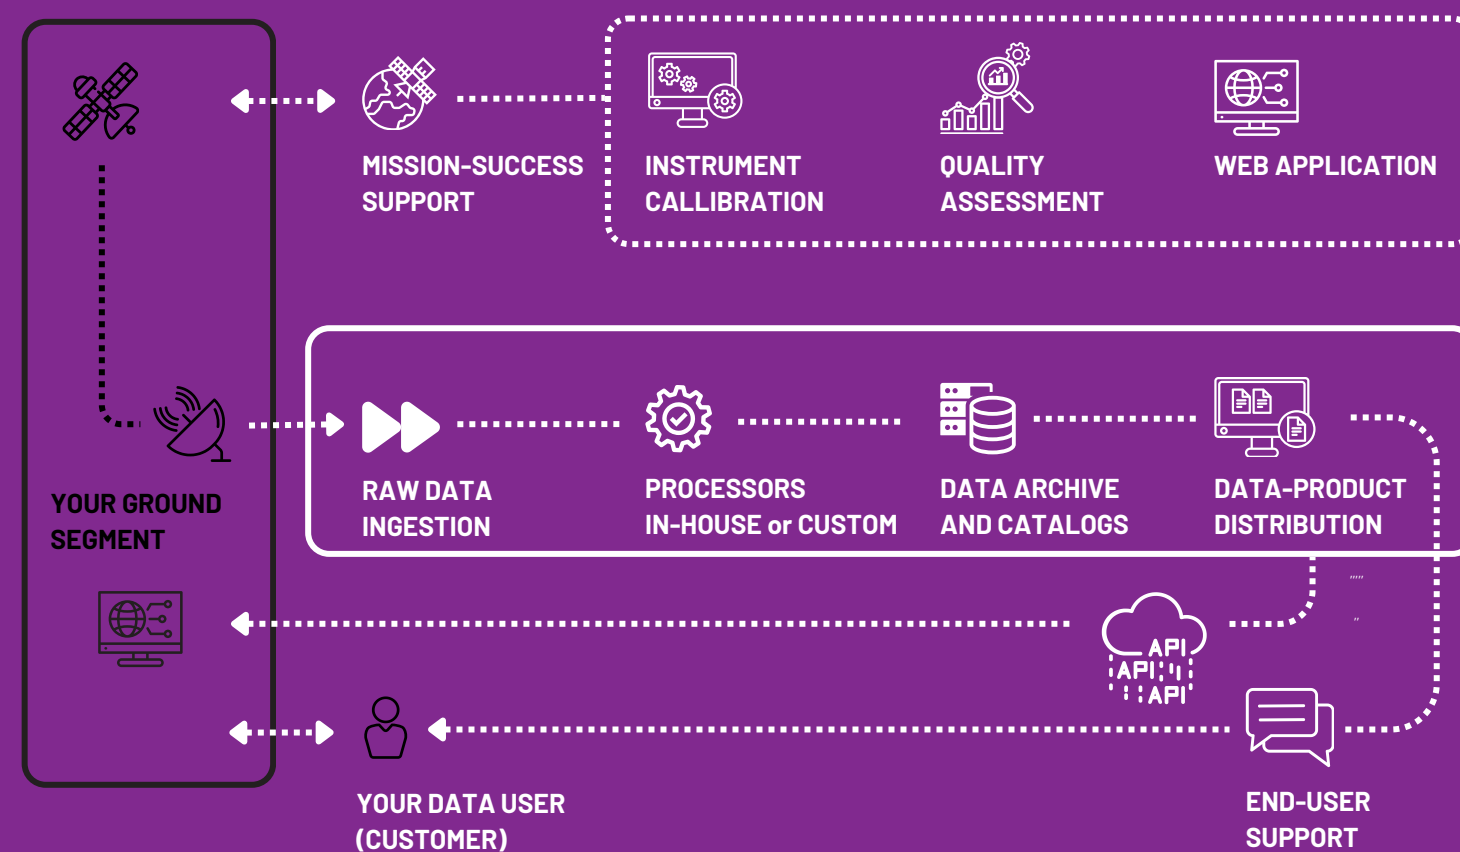 MISSION-SUCCESS
SUPPORT
INSTRUMENT
CALLIBRATION
QUALITY
ASSESSMENT
WEB APPLICATION
YOUR GROUND
SEGMENT
RAW DATA
INGESTION
PROCESSORS
IN-HOUSE or CUSTOM
DATA ARCHIVE
AND CATALOGS
DATA-PRODUCT
DISTRIBUTION
API
API
API
YOUR DATA USER
(CUSTOMER)
END-USER
SUPPORT